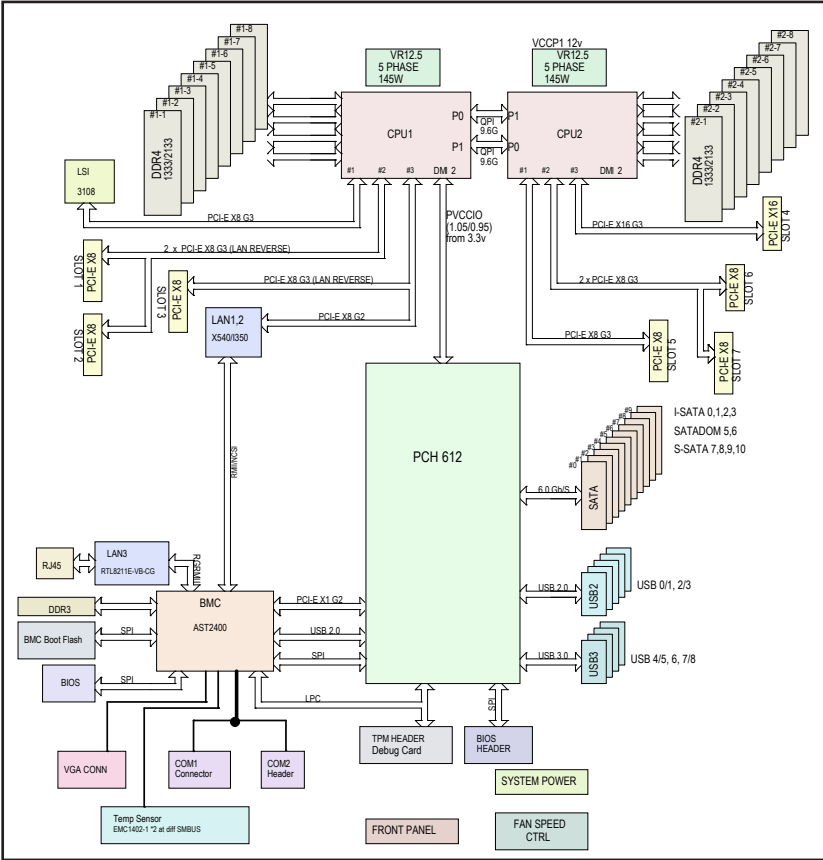 #1-8
#1-7
#1-6
#1-5
#1-4
#1-3
#1-2
#1-1
DDR4
1333/2133
VR12.5
5 PHASE
145W
VCCP1 12v
VR12.5
5 PHASE
145W
#2-8
#2-7
#2-6
#2-5
#2-4
#2-3
#2-2
#2-1
DDR4
1333/2133
CPU1
P0
P1
#1
#2
#3
DMI 2
QPI
9.6G
QPI
9.6G
P1
P0
CPU2
#1
#2
#3
DMI 2
LSI
3108
PCI-E X8 G3
2 x PCI-E X8 G3 (LAN REVERSE)
PCI-E X8
SLOT 1
PCI-E X8 G3 (LAN REVERSE)
PCI-E X8
SLOT 3
PCI-E X8
SLOT 2
LAN1,2
X540/I350
PCI-E X8 G2
PVCCIO
(1.05/0.95)
from 3.3v
PCI-E X16 G3
PCI-E X16
SLOT 4
2 x PCI-E X8 G3
PCI-E X8
SLOT 6
PCI-E X8 G3
PCI-E X8
SLOT 5
PCI-E X8
SLOT 7
PCH 612
RMII/NCSI
6.0 Gb/S
#0
#1
#2
#3
#4
#5
#6
#7
#8
#9
SATA
I-SATA 0,1,2,3
SATADOM 5,6
S-SATA 7,8,9,10
RJ45
LAN3
RTL8211E-VB-CG
RGRMII
USB 2.0
USB2
USB 0/1, 2/3
USB 3.0
USB3
USB 4/5, 6, 7/8
DDR3
BMC Boot Flash
SPI
BIOS
SPI
BMC
AST2400
PCI-E X1 G2
USB 2.0
SPI
LPC
SPI
VGA CONN
COM1
Connector
COM2
Header
TPM HEADER
Debug Card
BIOS
HEADER
Temp Sensor
EMC1402-1 *2 at diff SMBUS
SYSTEM POWER
FRONT PANEL
FAN SPEED
CTRL